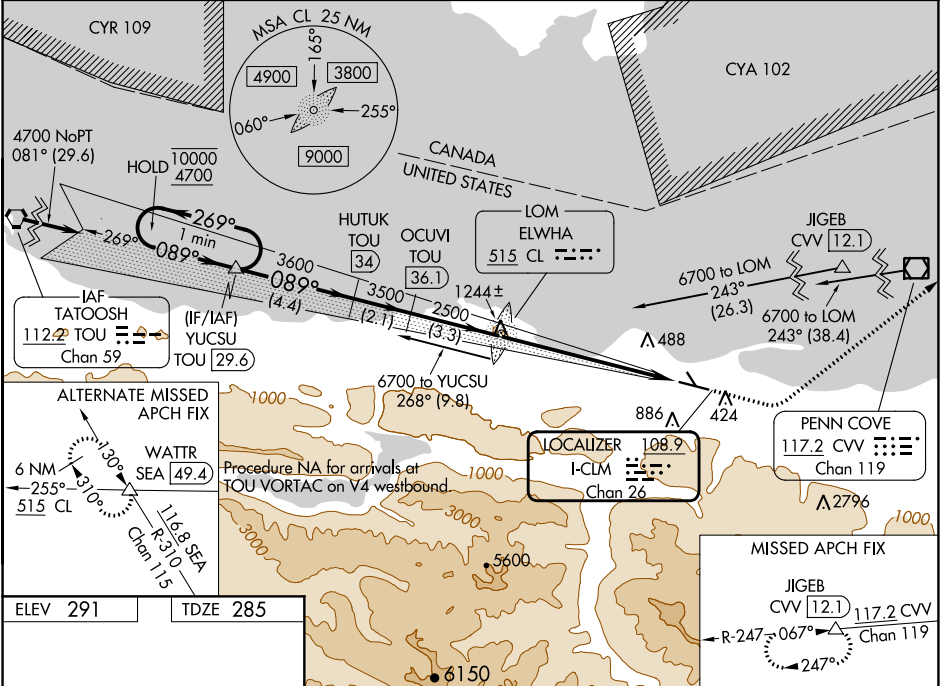 CYR 109
MSA CL 25 NM
165°
4900
3800
060°
255°
9000
CYA 102
CANADA
UNITED STATES
4700 NoPT
081° (29.6)
HOLD
10000
4700
269°
1 min
089°
269°
089°
3600
(4.4)
HUTUK
TOU
34
3500
(2.1)
OCUVI
TOU
36.1
2500
(3.3)
1244±
LOM
ELWHA
515 CL
JIGEB
CVV 12.1
6700 to LOM
243°
(26.3)
6700 to LOM
243° (38.4)
IAF
TATOOSH
112.2 TOU
Chan 59
(IF/IAF)
YUCSU
TOU 29.6
6700 to YUCSU
268° (9.8)
488
886
424
LOCALIZER 108.9
I-CLM
Chan 26
PENN COVE
117.2 CVV
Chan 119
2796
1000
1000
1000
3000
3000
5600
6150
ALTERNATE MISSED
APCH FIX
130°
310°
WATTR
SEA 49.4
6 NM
255°
515 CL
116.8 SEA
R-310
Chan 115
Procedure NA for arrivals at
TOU VORTAC on V4 westbound.
ELEV 291
TDZE 285
MISSED APCH FIX
JIGEB
CVV 12.1
117.2 CVV
Chan 119
R-247
067°
247°